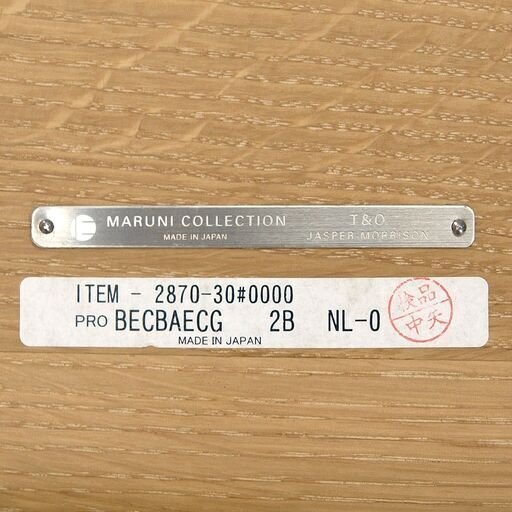 MARUNI COLLECTION T&O
MADE IN JAPAN JASPER MORRISON
ITEM - 2870-30#0000
PRO BECBAECG 2B NL-0
MADE IN JAPAN
検品
中矢